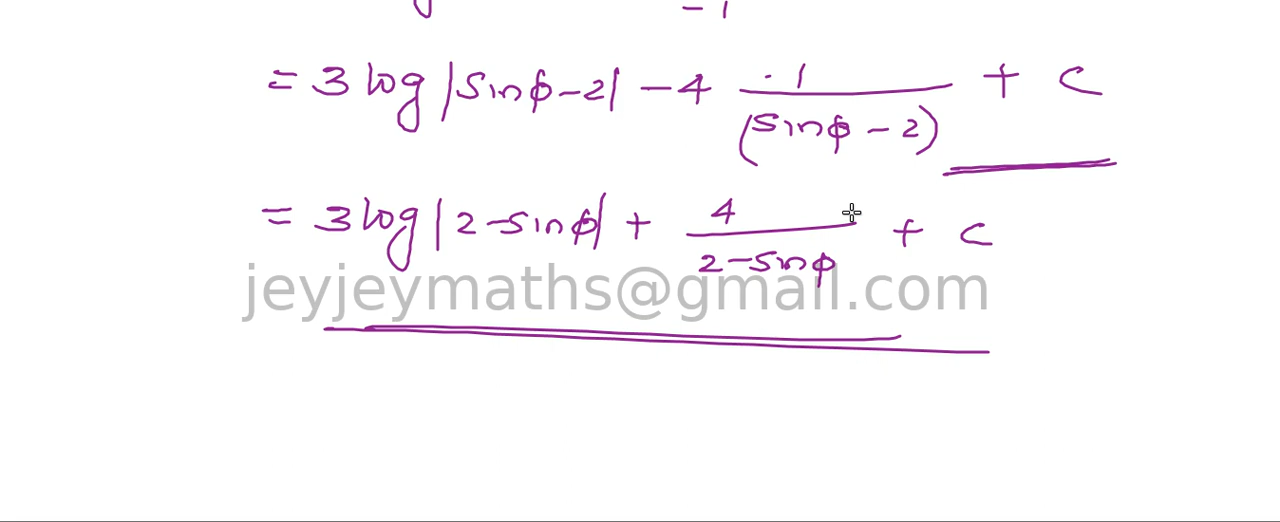 = 3 log |sinϕ-2| - 4 1/(sinϕ - 2) + c
= 3 log |2-sinϕ| + 4/(2-sinϕ) + c
jeyjeymaths@gmail.com